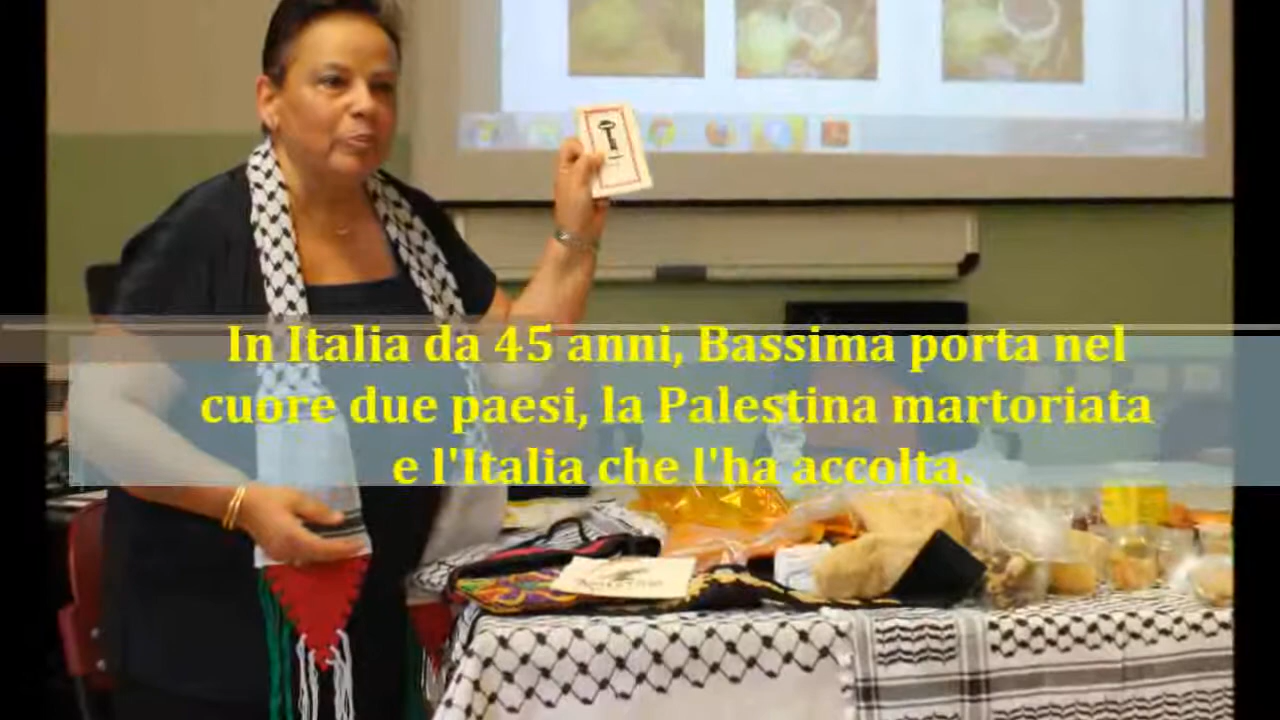 In Italia da 45 anni, Bassima porta nel
cuore due paesi, la Palestina martoriata
e l'Italia che l'ha accolta.